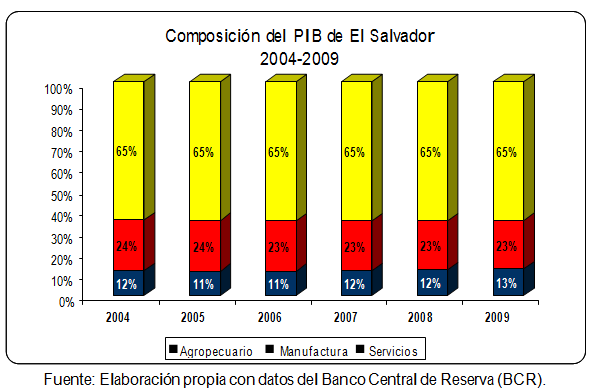 Composición del PIB de El Salvador
2004-2009
100%
90%
80%
70%
60%
50%
40%
30%
20%
10%
0%
65% 65% 65% 65% 65% 65%
24% 24% 23% 23% 23% 23%
12% 11% 11% 12% 12% 13%
2004 2005 2006 2007 2008 2009
Agropecuario Manufactura Servicios
Fuente: Elaboración propia con datos del Banco Central de Reserva (BCR).